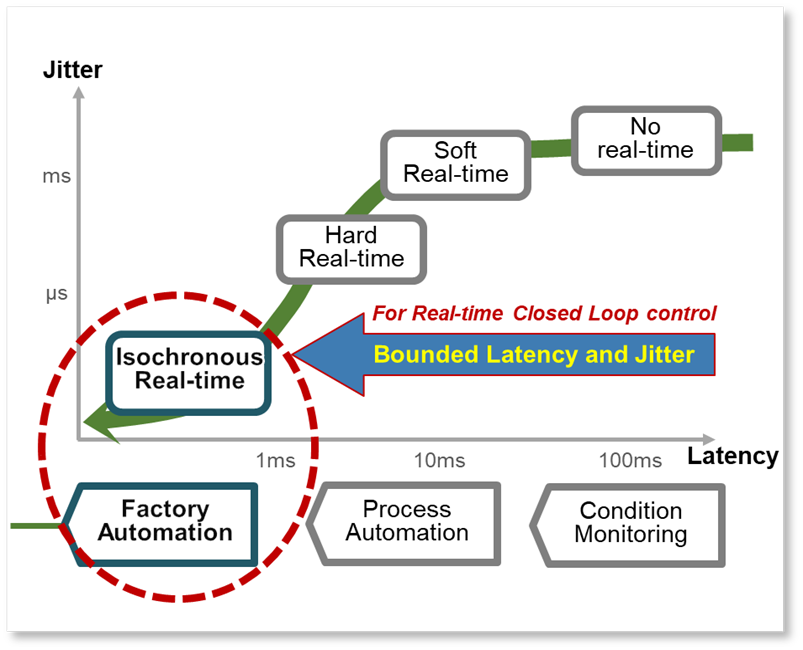 Jitter
No
real-time
Soft
Real-time
ms
Hard
Real-time
μs
For Real-time Closed Loop control
Isochronous
Real-time
Bounded Latency and Jitter
1ms
10ms
100ms
Latency
Factory
Automation
Process
Automation
Condition
Monitoring